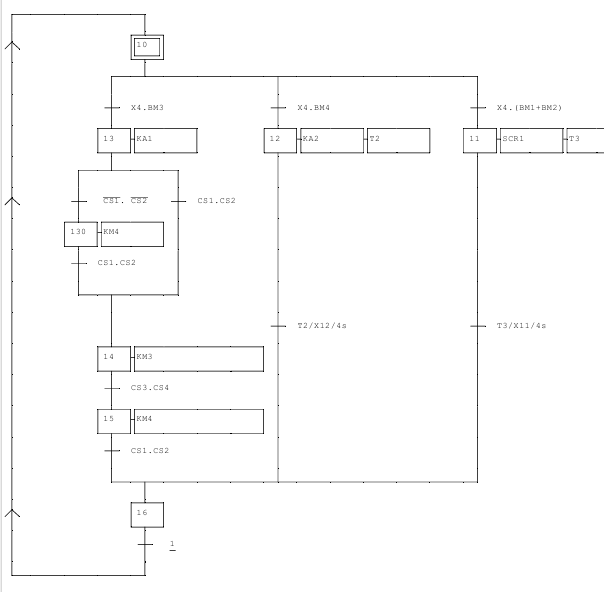 10
X4.BM3
X4.BM4
X4.(BM1+BM2)
13 KA1
12 KA2 T2
11 SCR1 T3
C̅S̅1̅. C̅S̅2̅
CS1.CS2
130 KM4
CS1.CS2
T2/X12/4s
T3/X11/4s
14 KM3
CS3.CS4
15 KM4
CS1.CS2
16
1